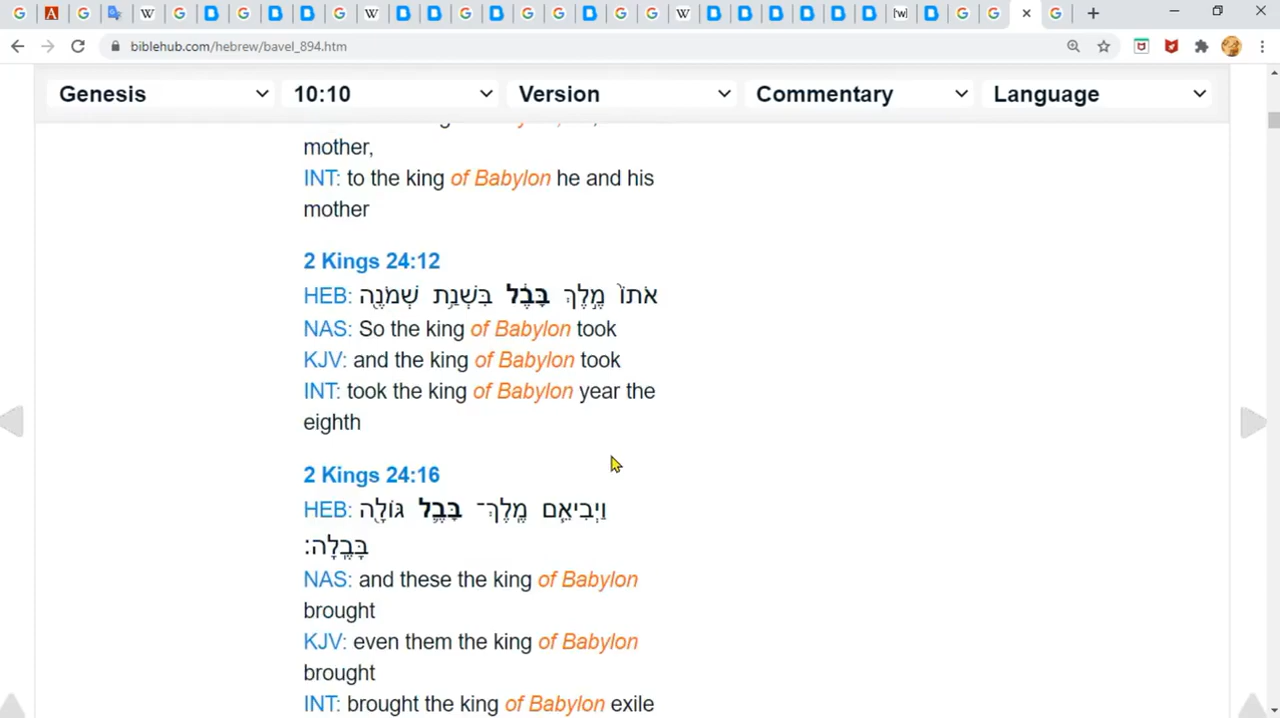 biblehub.com/hebrew/bavel_894.htm
Genesis 10:10 Version Commentary Language
mother,
INT: to the king of Babylon he and his
mother
2 Kings 24:12
HEB: אֹתוֹ֙ מֶ֣לֶךְ בָּבֶ֔ל בִּשְׁנַ֥ת שְׁמֹנֶ֖ה
NAS: So the king of Babylon took
KJV: and the king of Babylon took
INT: took the king of Babylon year the
eighth
2 Kings 24:16
HEB: וַיְבִיאֵ֧ם מֶֽלֶךְ־ בָּבֶ֛ל גּוֹלָ֖ה
בָּבֶֽלָה׃
NAS: and these the king of Babylon
brought
KJV: even them the king of Babylon
brought
INT: brought the king of Babylon exile